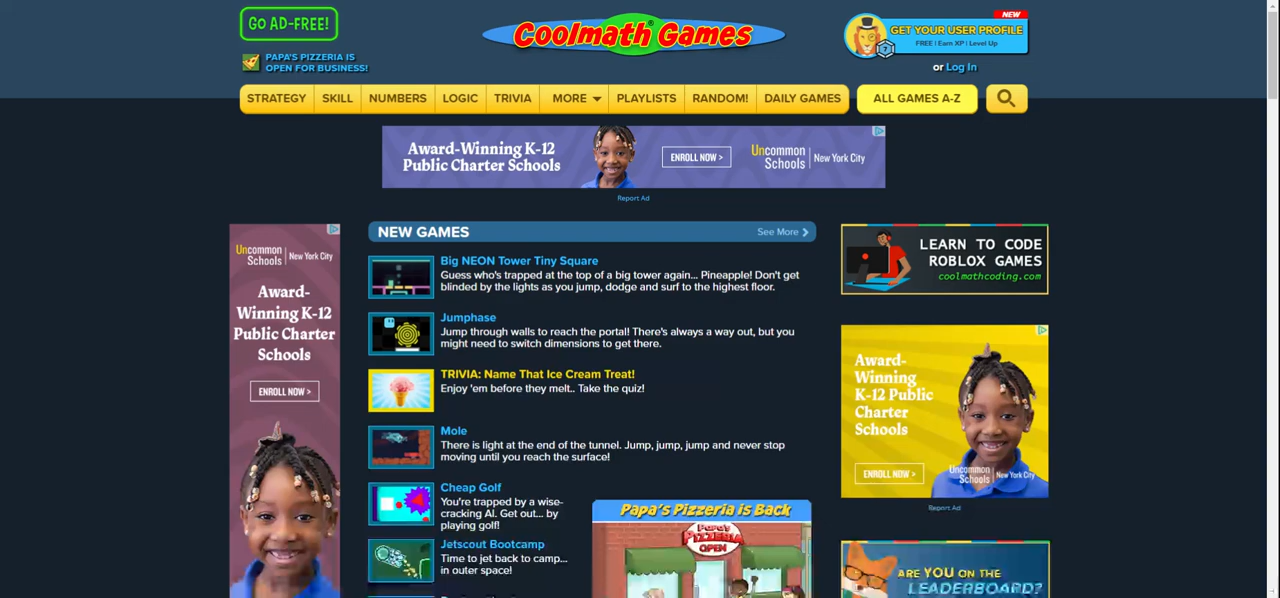 GO AD-FREE!
PAPA'S PIZZERIA IS
OPEN FOR BUSINESS!
Coolmath® Games
NEW
GET YOUR USER PROFILE
FREE | Earn XP | Level Up
7
or Log In
STRATEGY SKILL NUMBERS LOGIC TRIVIA MORE PLAYLISTS RANDOM! DAILY GAMES ALL GAMES A-Z
Award-Winning K-12
Public Charter Schools
ENROLL NOW >
Uncommon
Schools
New York City
Report Ad
Uncommon
Schools
New York City
Award-
Winning K-12
Public Charter
Schools
ENROLL NOW >
NEW GAMES
See More
Big NEON Tower Tiny Square
Guess who's trapped at the top of a big tower again... Pineapple! Don't get
blinded by the lights as you jump, dodge and surf to the highest floor.
Jumphase
Jump through walls to reach the portal! There's always a way out, but you
might need to switch dimensions to get there.
TRIVIA: Name That Ice Cream Treat!
Enjoy 'em before they melt.. Take the quiz!
Mole
There is light at the end of the tunnel. Jump, jump, jump and never stop
moving until you reach the surface!
Cheap Golf
You're trapped by a wise-
cracking AI. Get out... by
playing golf!
Jetscout Bootcamp
Time to jet back to camp...
in outer space!
Papa's Pizzeria is Back
Papa's
PIZZERIA
OPEN
LEARN TO CODE
ROBLOX GAMES
coolmathcoding.com
Award-
Winning
K-12 Public
Charter
Schools
ENROLL NOW >
Uncommon
Schools
New York City
Report Ad
ARE YOU ON THE
LEADERBOARD?